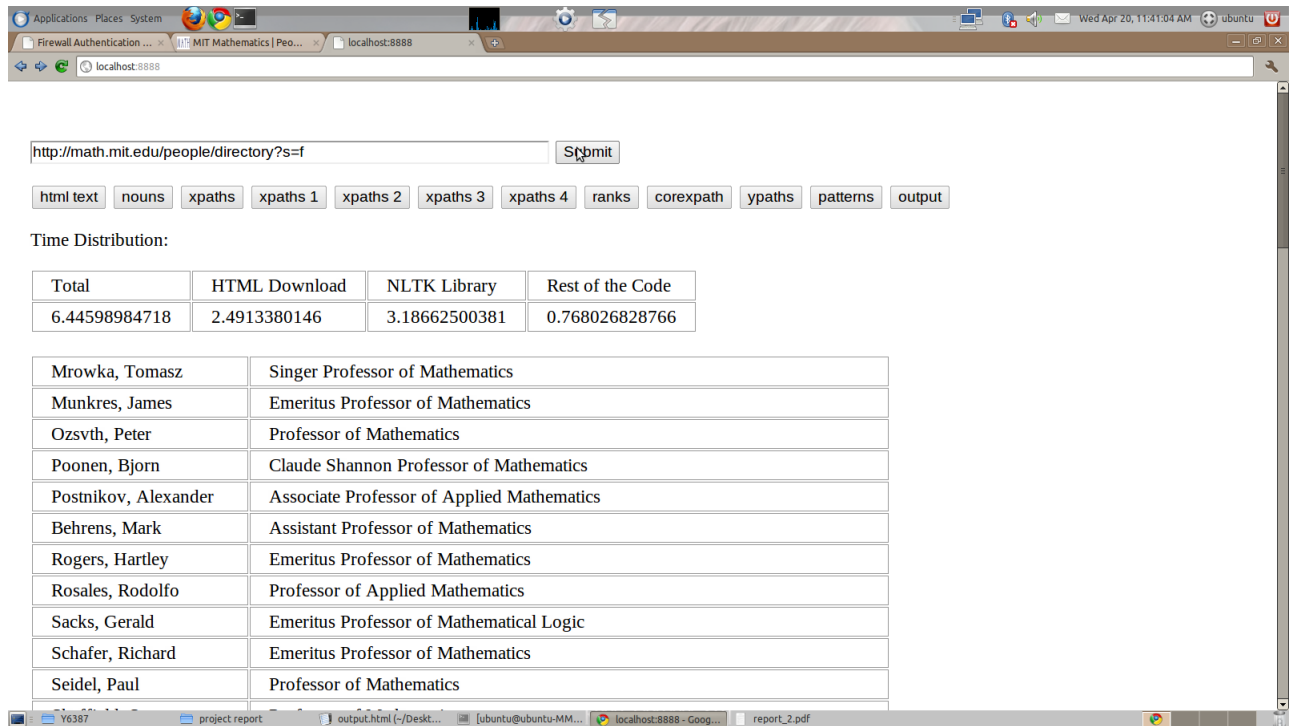 Applications Places System Wed Apr 20, 11:41:04 AM ubuntu
Firewall Authentication ... MIT Mathematics | Peo... localhost:8888
localhost:8888
http://math.mit.edu/people/directory?s=f Submit
html text nouns xpaths xpaths 1 xpaths 2 xpaths 3 xpaths 4 ranks corexpath ypaths patterns output
Time Distribution:
Total HTML Download NLTK Library Rest of the Code
6.44598984718 2.4913380146 3.18662500381 0.768026828766
Mrowka, Tomasz Singer Professor of Mathematics
Munkres, James Emeritus Professor of Mathematics
Ozsvth, Peter Professor of Mathematics
Poonen, Bjorn Claude Shannon Professor of Mathematics
Postnikov, Alexander Associate Professor of Applied Mathematics
Behrens, Mark Assistant Professor of Mathematics
Rogers, Hartley Emeritus Professor of Mathematics
Rosales, Rodolfo Professor of Applied Mathematics
Sacks, Gerald Emeritus Professor of Mathematical Logic
Schafer, Richard Emeritus Professor of Mathematics
Seidel, Paul Professor of Mathematics
Y6387 project report output.html (~/Deskt... [ubuntu@ubuntu-MM... localhost:8888 - Goog... report_2.pdf